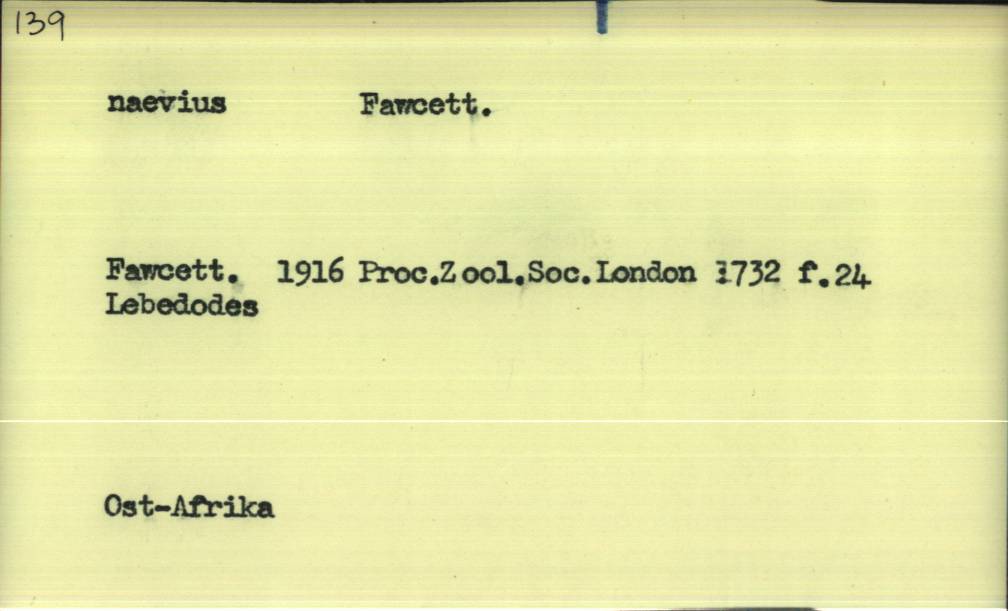 139
naevius Fawcett.
Fawcett. 1916 Proc.Zool.Soc.London 1732 f.24
Lebedodes
Ost-Afrika